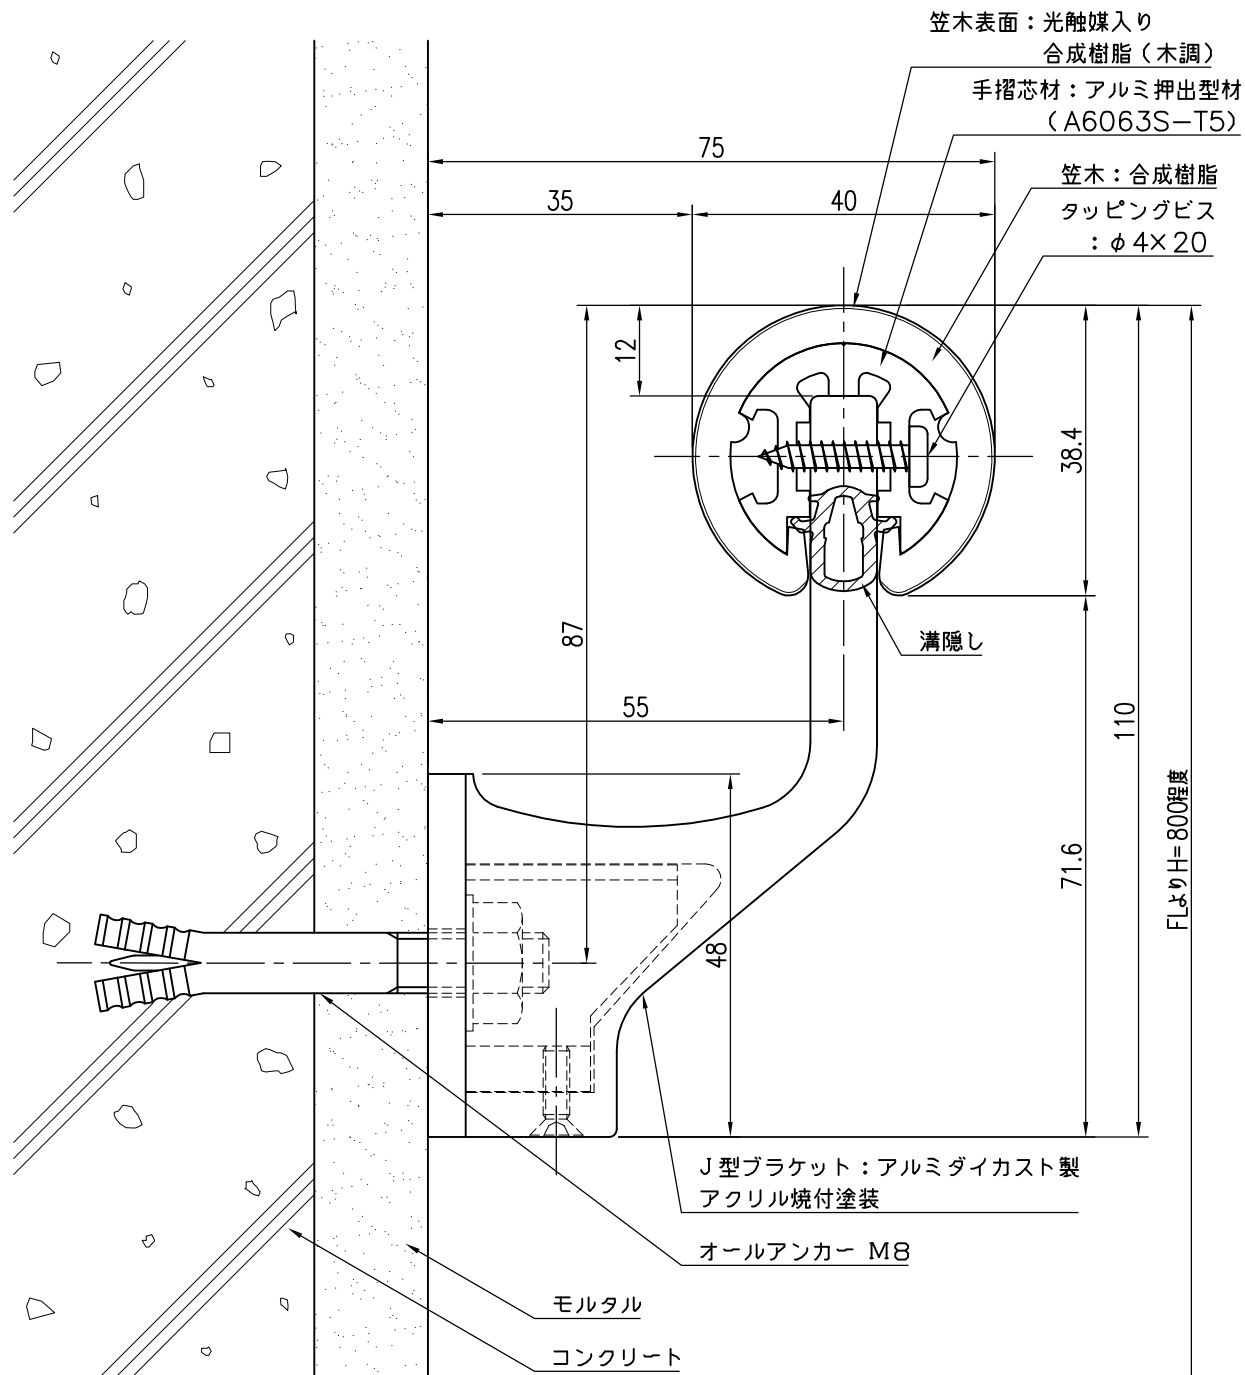 笠木表面：光触媒入り
合成樹脂（木調）
手摺芯材：アルミ押出型材
（A6063S−T5）
75
笠木：合成樹脂
35
40
タッピングビス
：φ4×20
12
38.4
87
溝隠し
55
110
FLよりH=800程度
71.6
48
J型ブラケット：アルミダイカスト製
アクリル焼付塗装
オールアンカー M8
モルタル
コンクリート